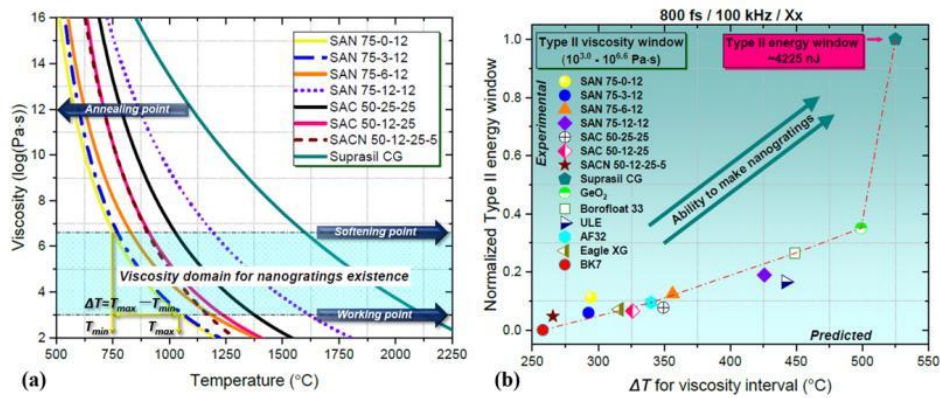 16
14
12
10
8
6
4
2
Viscosity (log(Pa·s))
SAN 75-0-12
SAN 75-3-12
SAN 75-6-12
SAN 75-12-12
SAC 50-25-25
SAC 50-12-25
SACN 50-12-25-5
Suprasil CG
Annealing point
Softening point
Viscosity domain for nanogratings existence
ΔT=Tmax —Tmin
Tmin
Tmax
Working point
500 750 1000 1250 1500 1750 2000 2250
Temperature (°C)
(a)
800 fs / 100 kHz / Xx
1.0
0.8
0.6
0.4
0.2
0.0
Normalized Type II energy window
Type II viscosity window
(10^3.0 - 10^6.6 Pa·s)
Type II energy window
~4225 nJ
Experimental
SAN 75-0-12
SAN 75-3-12
SAN 75-6-12
SAN 75-12-12
SAC 50-25-25
SAC 50-12-25
SACN 50-12-25-5
Suprasil CG
GeO₂
Borofloat 33
ULE
AF32
Eagle XG
BK7
Ability to make nanogratings
Predicted
250 300 350 400 450 500 550
ΔT for viscosity interval (°C)
(b)